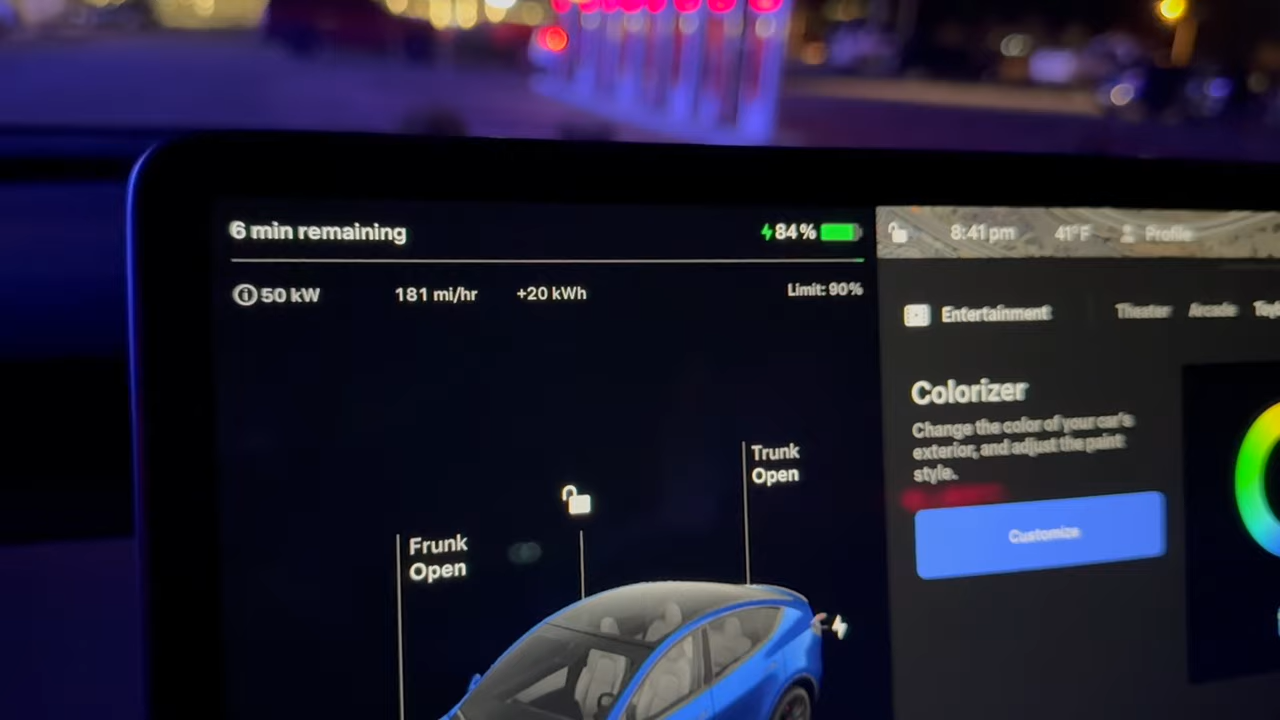 6 min remaining
84%
50 kW
181 mi/hr
+20 kWh
Limit: 90%
8:41 pm
41°F
Profile
Entertainment
Theater
Arcade
Colorizer
Change the color of your car's
exterior, and adjust the paint
style.
Customize
Trunk
Open
Frunk
Open